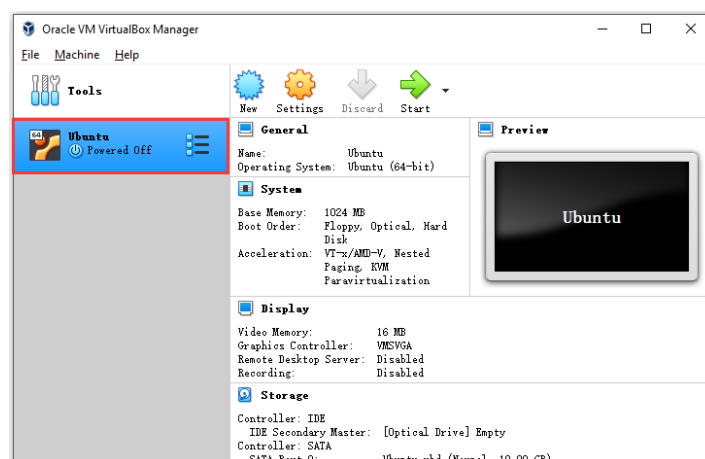 Oracle VM VirtualBox Manager
File Machine Help
Tools
New Settings Discard Start
64
Ubuntu
Powered Off
General
Name: Ubuntu
Operating System: Ubuntu (64-bit)
Preview
Ubuntu
System
Base Memory: 1024 MB
Boot Order: Floppy, Optical, Hard
Disk
Acceleration: VT-x/AMD-V, Nested
Paging, KVM
Paravirtualization
Display
Video Memory: 16 MB
Graphics Controller: VMSVGA
Remote Desktop Server: Disabled
Recording: Disabled
Storage
Controller: IDE
IDE Secondary Master: [Optical Drive] Empty
Controller: SATA